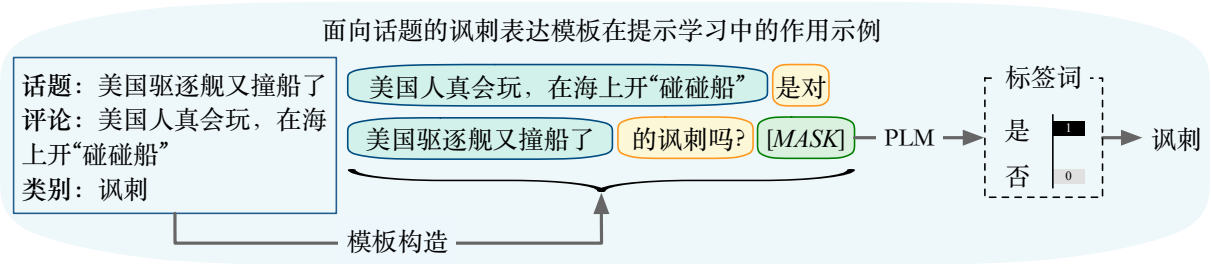 面向话题的讽刺表达模板在提示学习中的作用示例
话题：美国驱逐舰又撞船了
评论：美国人真会玩，在海
上开“碰碰船”
类别：讽刺
美国人真会玩，在海上开“碰碰船” 是对
美国驱逐舰又撞船了 的讽刺吗? [MASK]
PLM
标签词
是 1
否 0
讽刺
模板构造